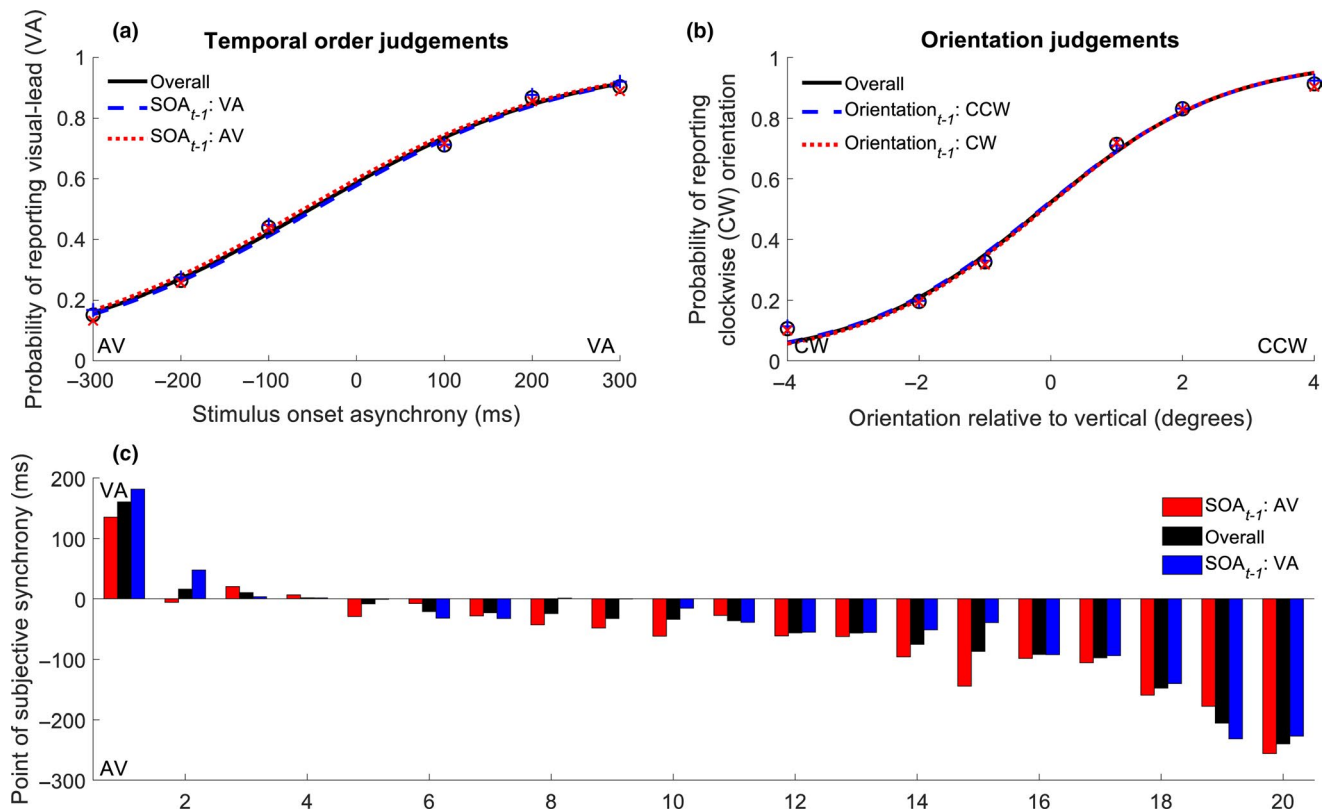 (a)
Temporal order judgements
Probability of reporting visual-lead (VA)
1
0.8
0.6
0.4
0.2
0
Overall
SOAt-1: VA
SOAt-1: AV
AV
VA
−300 −200 −100 0 100 200 300
Stimulus onset asynchrony (ms)
(b)
Orientation judgements
Probability of reporting
clockwise (CW) orientation
1
0.8
0.6
0.4
0.2
0
Overall
Orientationt-1: CCW
Orientationt-1: CW
CW
CCW
−4 −2 0 2 4
Orientation relative to vertical (degrees)
(c)
Point of subjective synchrony (ms)
200
100
0
−100
−200
−300
VA
AV
SOAt-1: AV
Overall
SOAt-1: VA
2 4 6 8 10 12 14 16 18 20